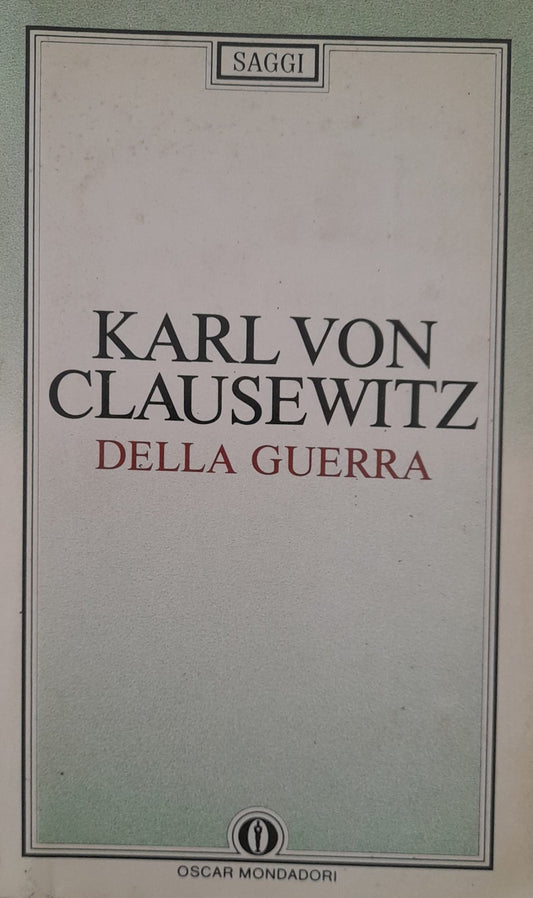 SAGGI
KARL VON
CLAUSEWITZ
DELLA GUERRA
OSCAR MONDADORI